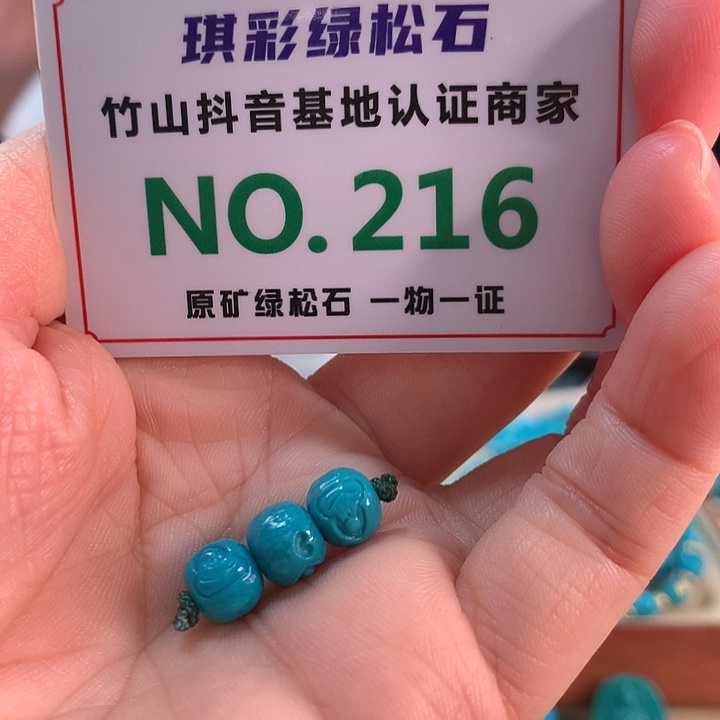 琪彩绿松石
竹山抖音基地认证商家
NO.216
原矿绿松石 一物一证